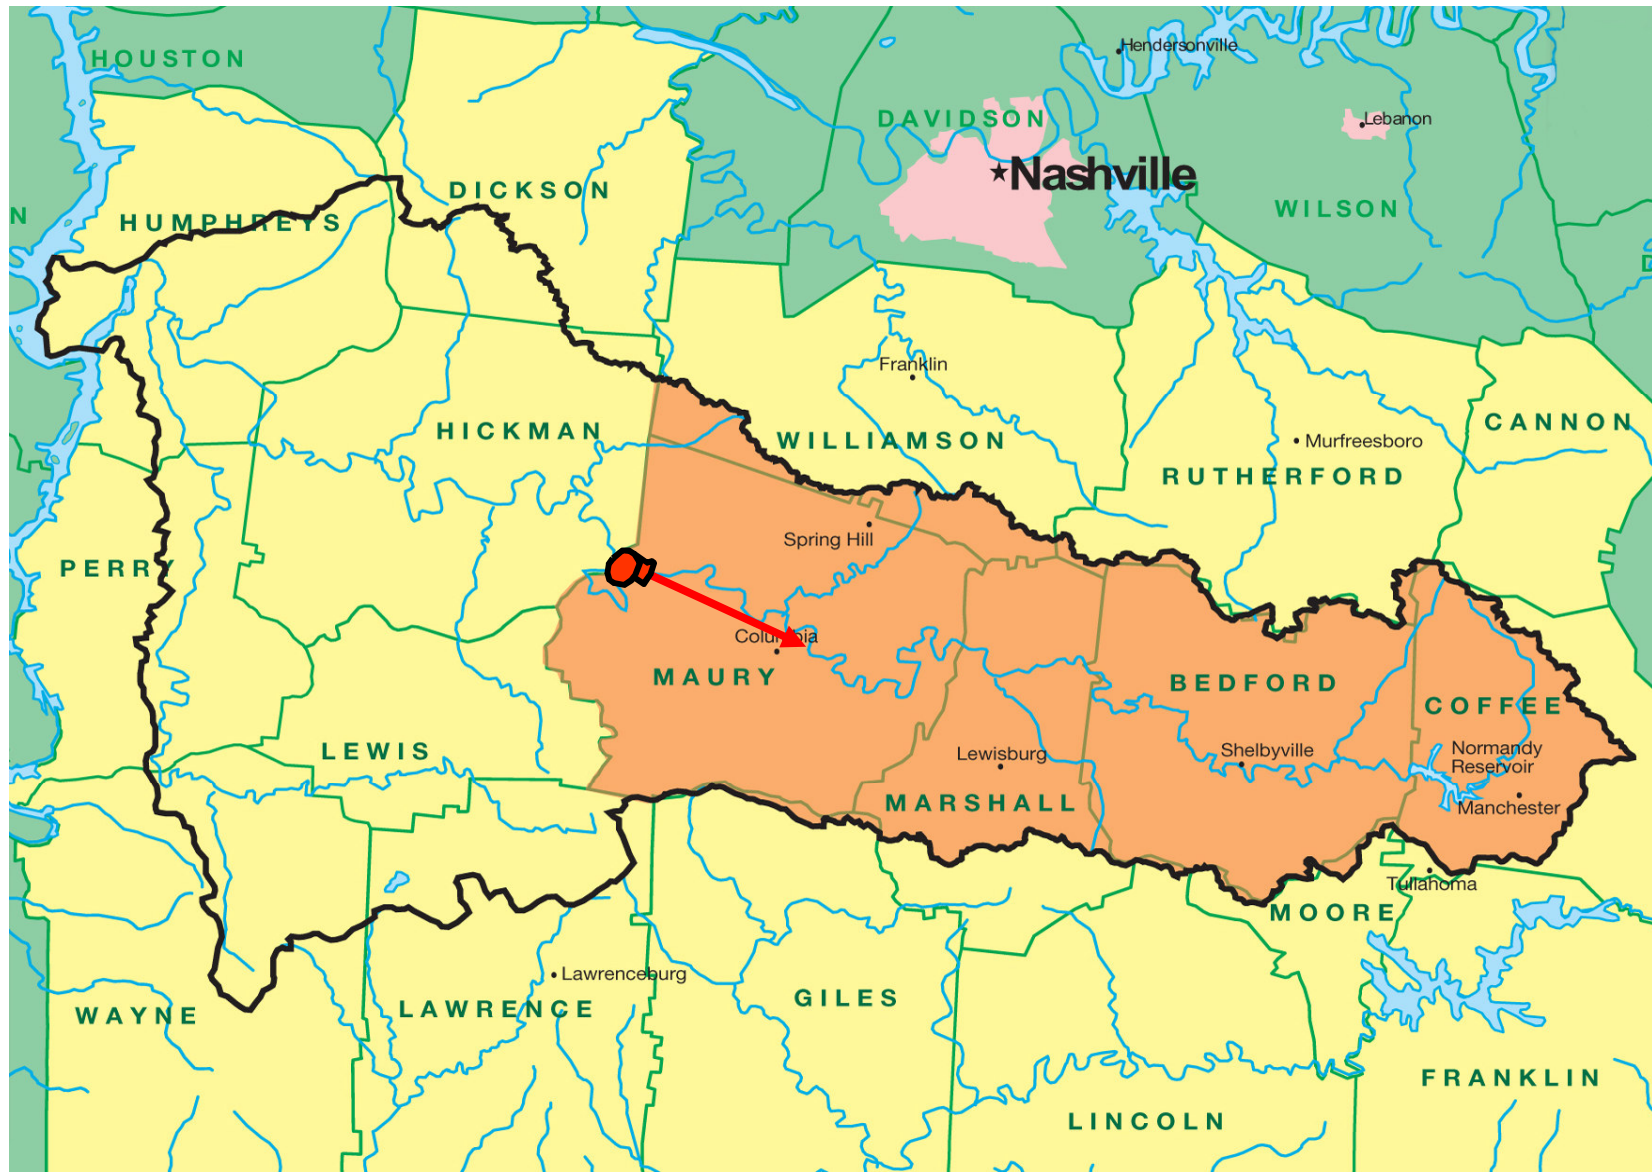 Hendersonville
HOUSTON
DAVIDSON
Lebanon
Nashville
DICKSON
WILSON
N
HUMPHREYS
D
Franklin
CANNON
HICKMAN
WILLIAMSON
Murfreesboro
RUTHERFORD
Spring Hill
PERRY
Columbia
MAURY
BEDFORD
COFFEE
LEWIS
Lewisburg
Shelbyville
Normandy
Reservoir
MARSHALL
Manchester
Tullahoma
MOORE
Lawrenceburg
GILES
LAWRENCE
WAYNE
FRANKLIN
LINCOLN